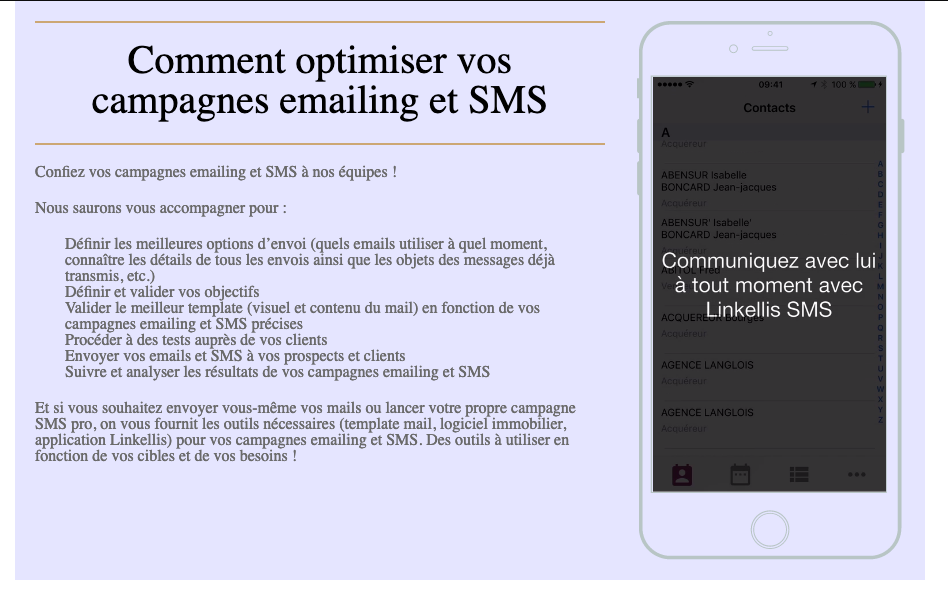 Comment optimiser vos
campagnes emailing et SMS
Confiez vos campagnes emailing et SMS à nos équipes !
Nous saurons vous accompagner pour :
Définir les meilleures options d’envoi (quels emails utiliser à quel moment,
connaître les détails de tous les envois ainsi que les objets des messages déjà
transmis, etc.)
Définir et valider vos objectifs
Valider le meilleur template (visuel et contenu du mail) en fonction de vos
campagnes emailing et SMS précises
Procéder à des tests auprès de vos clients
Envoyer vos emails et SMS à vos prospects et clients
Suivre et analyser les résultats de vos campagnes emailing et SMS
Et si vous souhaitez envoyer vous-même vos mails ou lancer votre propre campagne
SMS pro, on vous fournit les outils nécessaires (template mail, logiciel immobilier,
application Linkellis) pour vos campagnes emailing et SMS. Des outils à utiliser en
fonction de vos cibles et de vos besoins !
09:41 100 %
Contacts
A
Acquéreur
ABENSUR Isabelle
BONCARD Jean-jacques
Acquéreur
ABENSUR' Isabelle'
BONCARD Jean-jacques
Acquéreur
ABITOL Fred
Communiquez avec lui
à tout moment avec
Linkellis SMS
ACQUEREUR Bourges
Acquéreur
AGENCE LANGLOIS
Acquéreur
AGENCE LANGLOIS
Acquéreur
A
B
C
D
E
F
G
H
I
J
L
M
N
O
P
Q
R
S
T
U
V
W
X
Y
Z